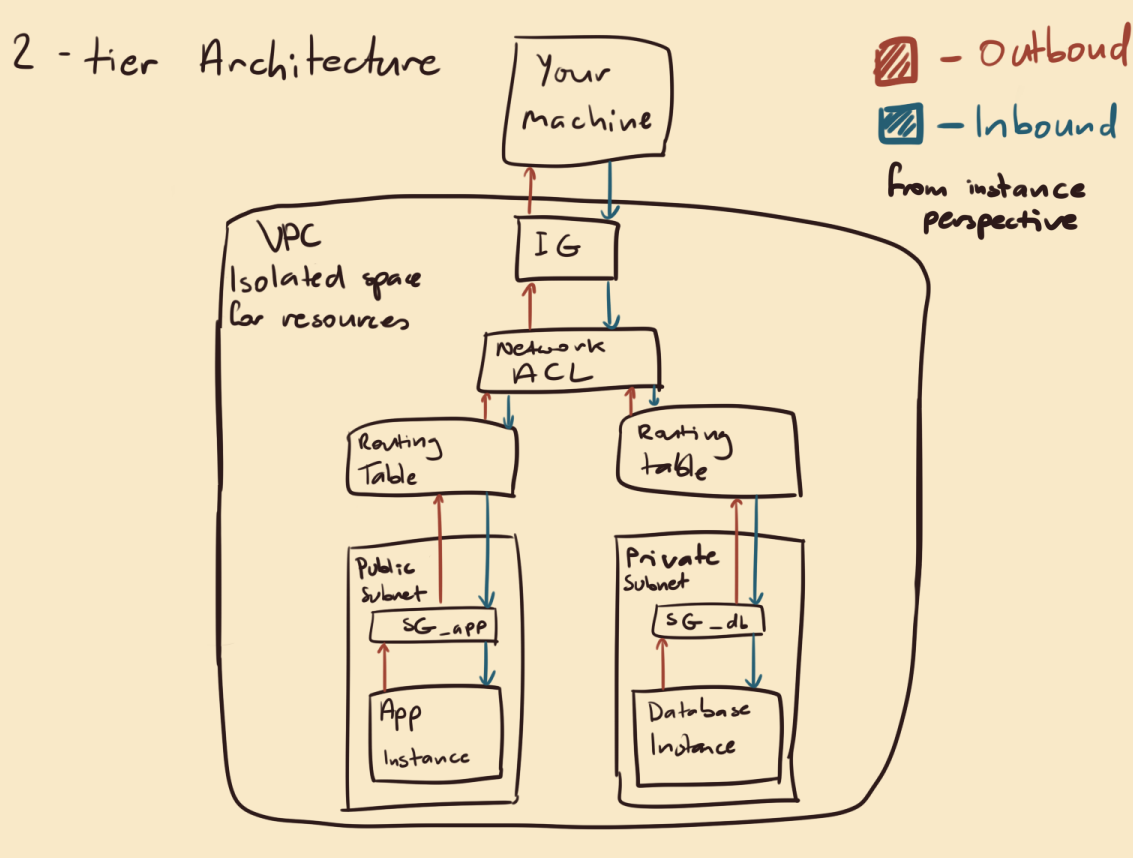 2 - tier Architecture
Your
machine
- Outbound
- Inbound
from instance
perspective
VPC
Isolated space
for resources
IG
Network
ACL
Routing
Table
Routing
table
Public
Subnet
SG_app
App
Instance
Private
Subnet
SG_db
Database
Instance